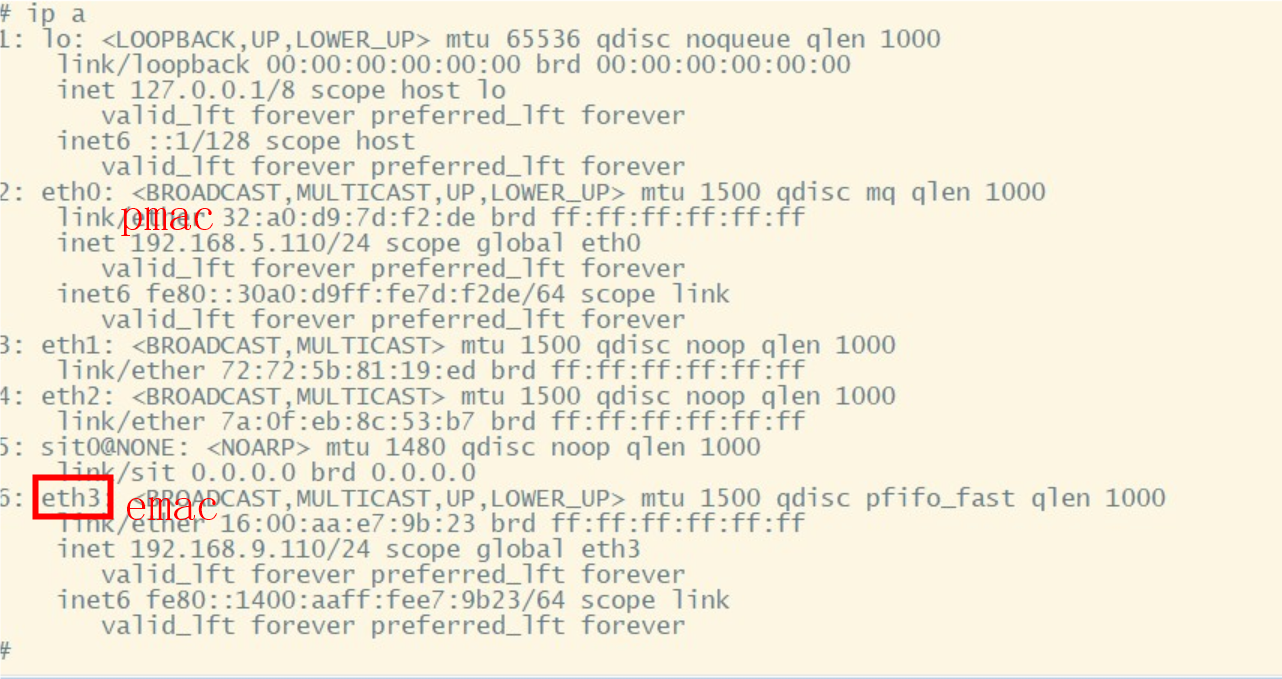 # ip a
1: lo: <LOOPBACK,UP,LOWER_UP> mtu 65536 qdisc noqueue qlen 1000
link/loopback 00:00:00:00:00:00 brd 00:00:00:00:00:00
inet 127.0.0.1/8 scope host lo
valid_lft forever preferred_lft forever
inet6 ::1/128 scope host
valid_lft forever preferred_lft forever
2: eth0: <BROADCAST,MULTICAST,UP,LOWER_UP> mtu 1500 qdisc mq qlen 1000
link/ether 32:a0:d9:7d:f2:de brd ff:ff:ff:ff:ff:ff
pmac
inet 192.168.5.110/24 scope global eth0
valid_lft forever preferred_lft forever
inet6 fe80::30a0:d9ff:fe7d:f2de/64 scope link
valid_lft forever preferred_lft forever
3: eth1: <BROADCAST,MULTICAST> mtu 1500 qdisc noop qlen 1000
link/ether 72:72:5b:81:19:ed brd ff:ff:ff:ff:ff:ff
4: eth2: <BROADCAST,MULTICAST> mtu 1500 qdisc noop qlen 1000
link/ether 7a:0f:eb:8c:53:b7 brd ff:ff:ff:ff:ff:ff
5: sit0@NONE: <NOARP> mtu 1480 qdisc noop qlen 1000
link/sit 0.0.0.0 brd 0.0.0.0
6: eth3: <BROADCAST,MULTICAST,UP,LOWER_UP> mtu 1500 qdisc pfifo_fast qlen 1000
emac
link/ether 16:00:aa:e7:9b:23 brd ff:ff:ff:ff:ff:ff
inet 192.168.9.110/24 scope global eth3
valid_lft forever preferred_lft forever
inet6 fe80::1400:aaff:fee7:9b23/64 scope link
valid_lft forever preferred_lft forever
#